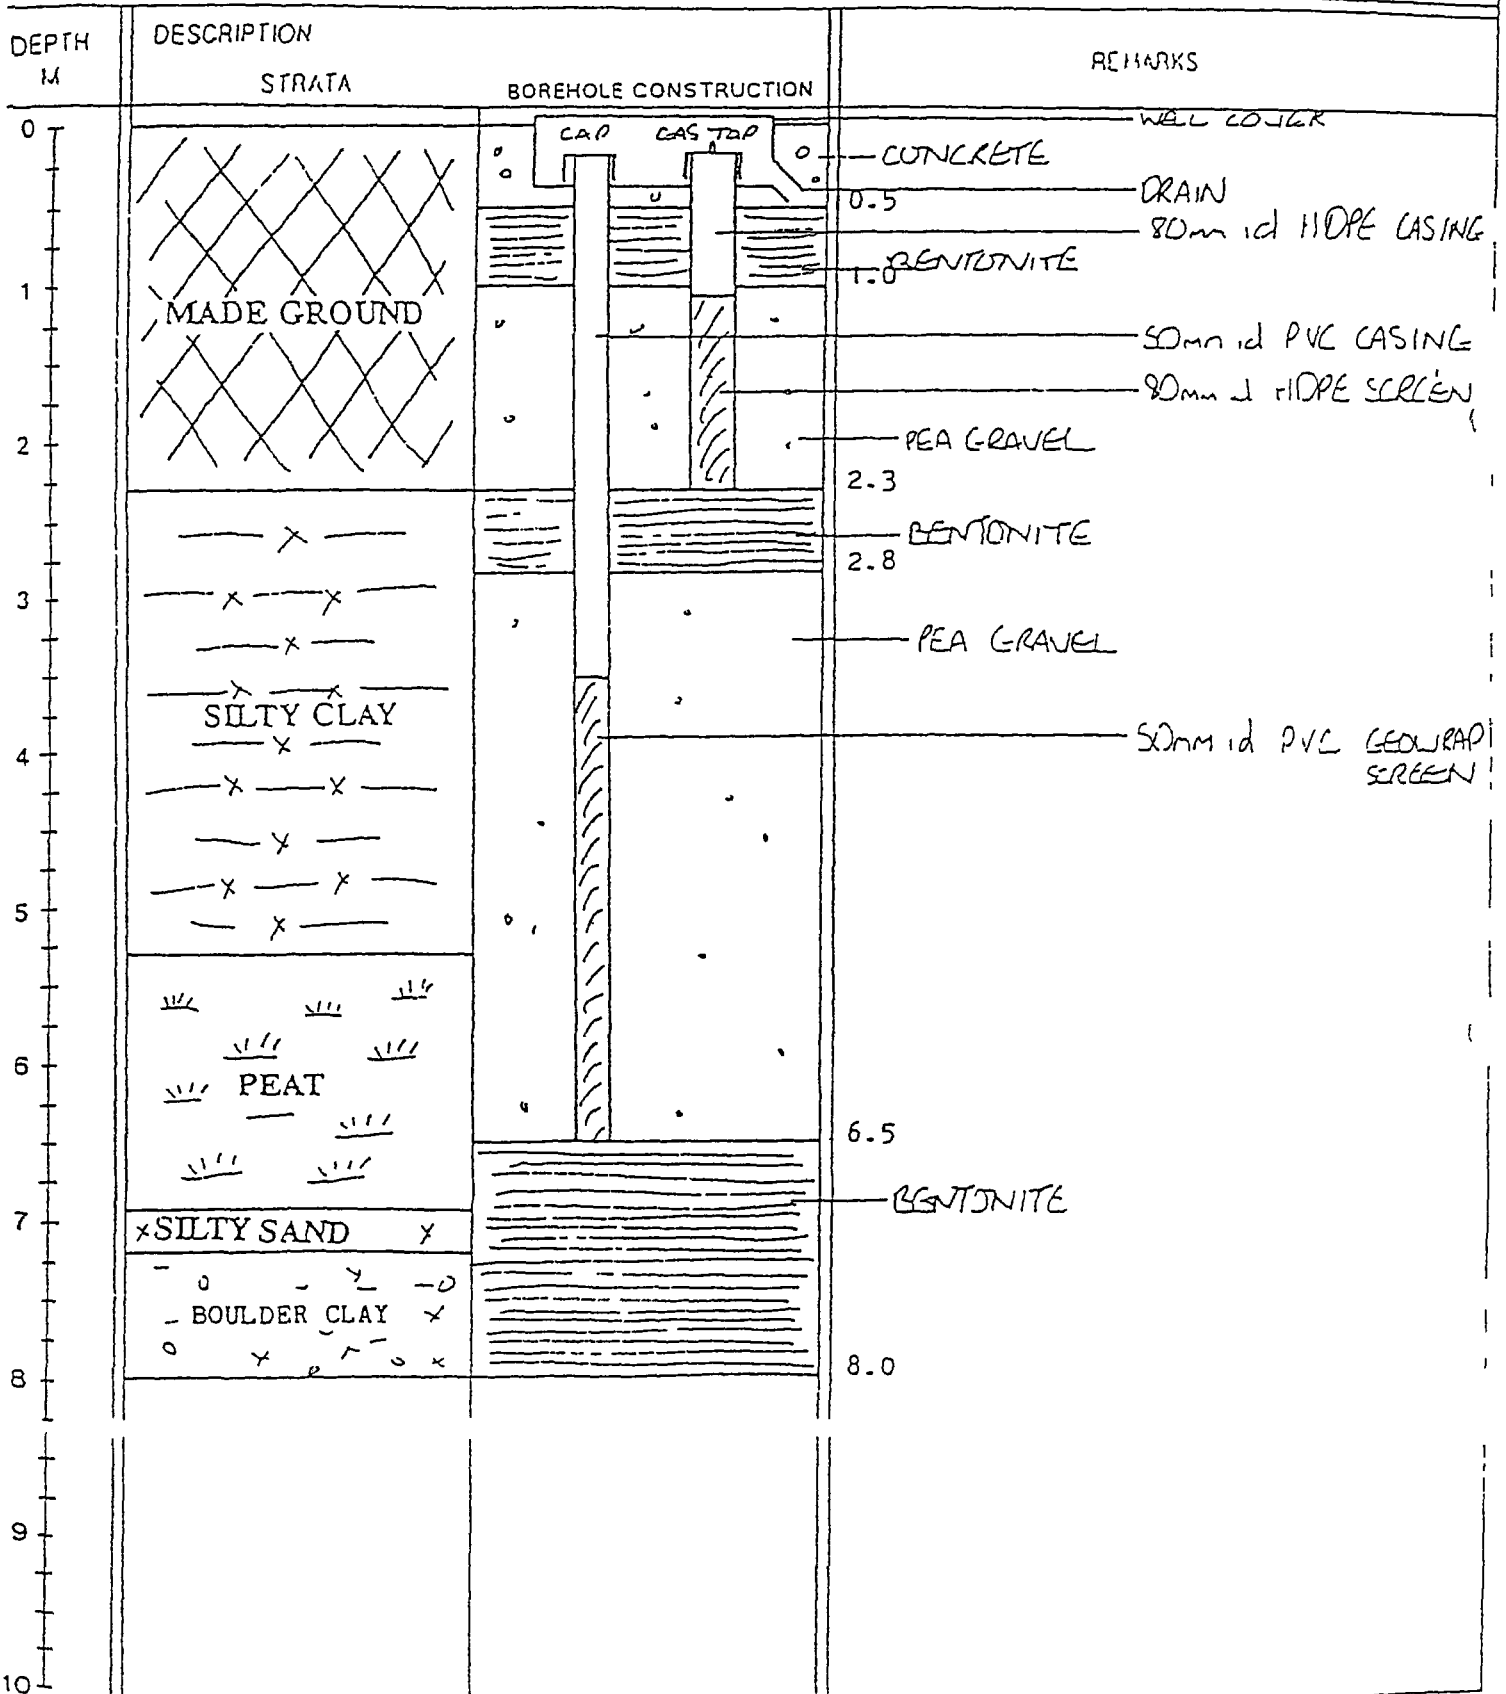 DEPTH
M
DESCRIPTION
STRATA
BOREHOLE CONSTRUCTION
REMARKS
0
CAP
GAS TAP
WELL COVER
CONCRETE
DRAIN
0.5
80mm id HDPE CASING
BENTONITE
1.0
1
MADE GROUND
50mm id PVC CASING
80mm id HDPE SCREEN
2
PEA GRAVEL
2.3
BENTONITE
2.8
3
PEA GRAVEL
SILTY CLAY
50mm id PVC GEOWRAP
SCREEN
4
5
6
PEAT
6.5
BENTONITE
7
SILTY SAND
BOULDER CLAY
8.0
8
9
10